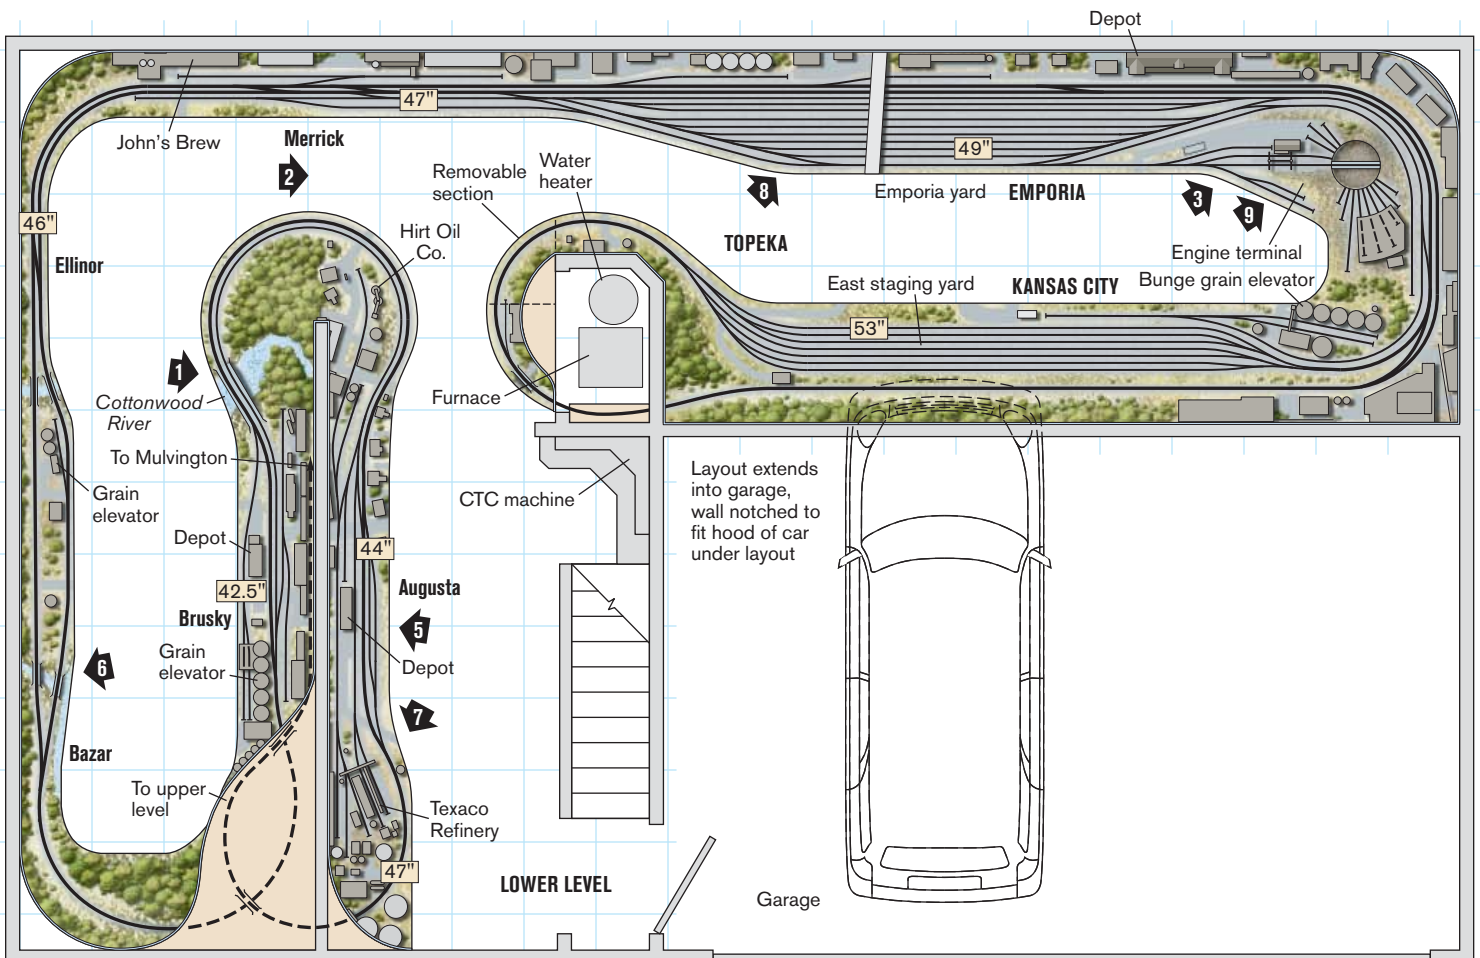 Depot
47"
John's Brew
Merrick
2
Removable
section
Water
heater
8
49"
Emporia yard
EMPORIA
3
9
46"
Ellinor
Hirt Oil
Co.
TOPEKA
Engine terminal
East staging yard
KANSAS CITY
Bunge grain elevator
53"
1
Cottonwood
River
Furnace
To Mulvington
Grain
elevator
CTC machine
Layout extends
into garage,
wall notched to
fit hood of car
under layout
Depot
44"
42.5"
Augusta
Brusky
5
Grain
elevator
Depot
6
7
Bazar
To upper
level
Texaco
Refinery
47"
LOWER LEVEL
Garage